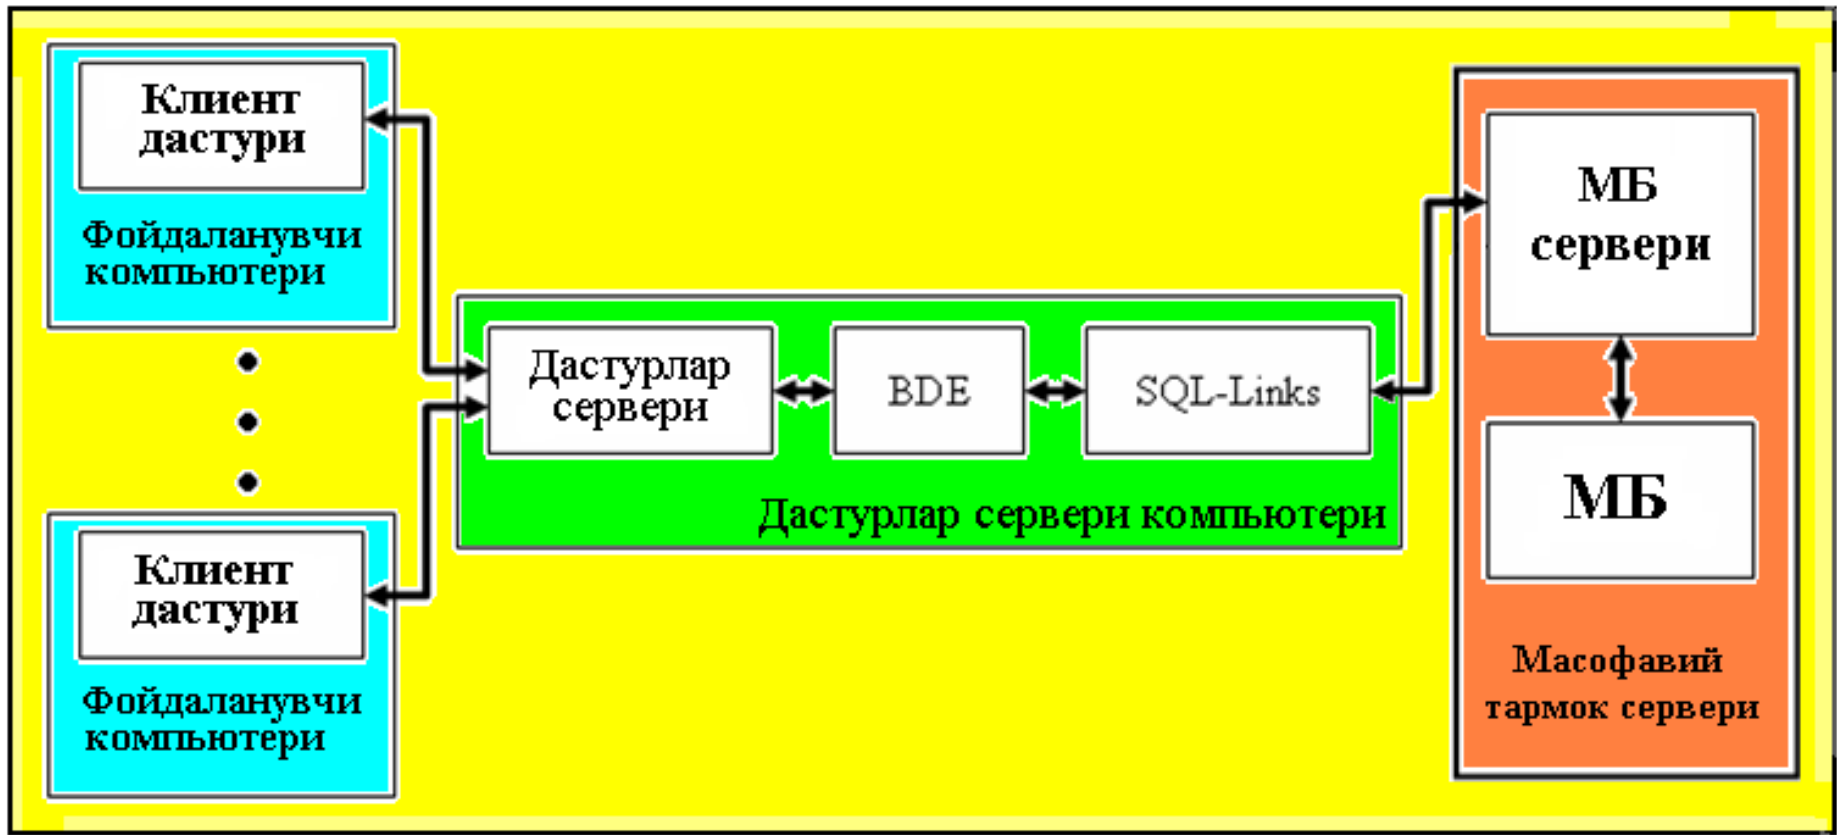 Клиент
дастури
Фойдаланувчи
компьютери
Клиент
дастури
Фойдаланувчи
компьютери
Дастурлар
сервери
BDE
SQL-Links
Дастурлар сервери компьютери
МБ
сервери
МБ
Масофавий
тармок сервери